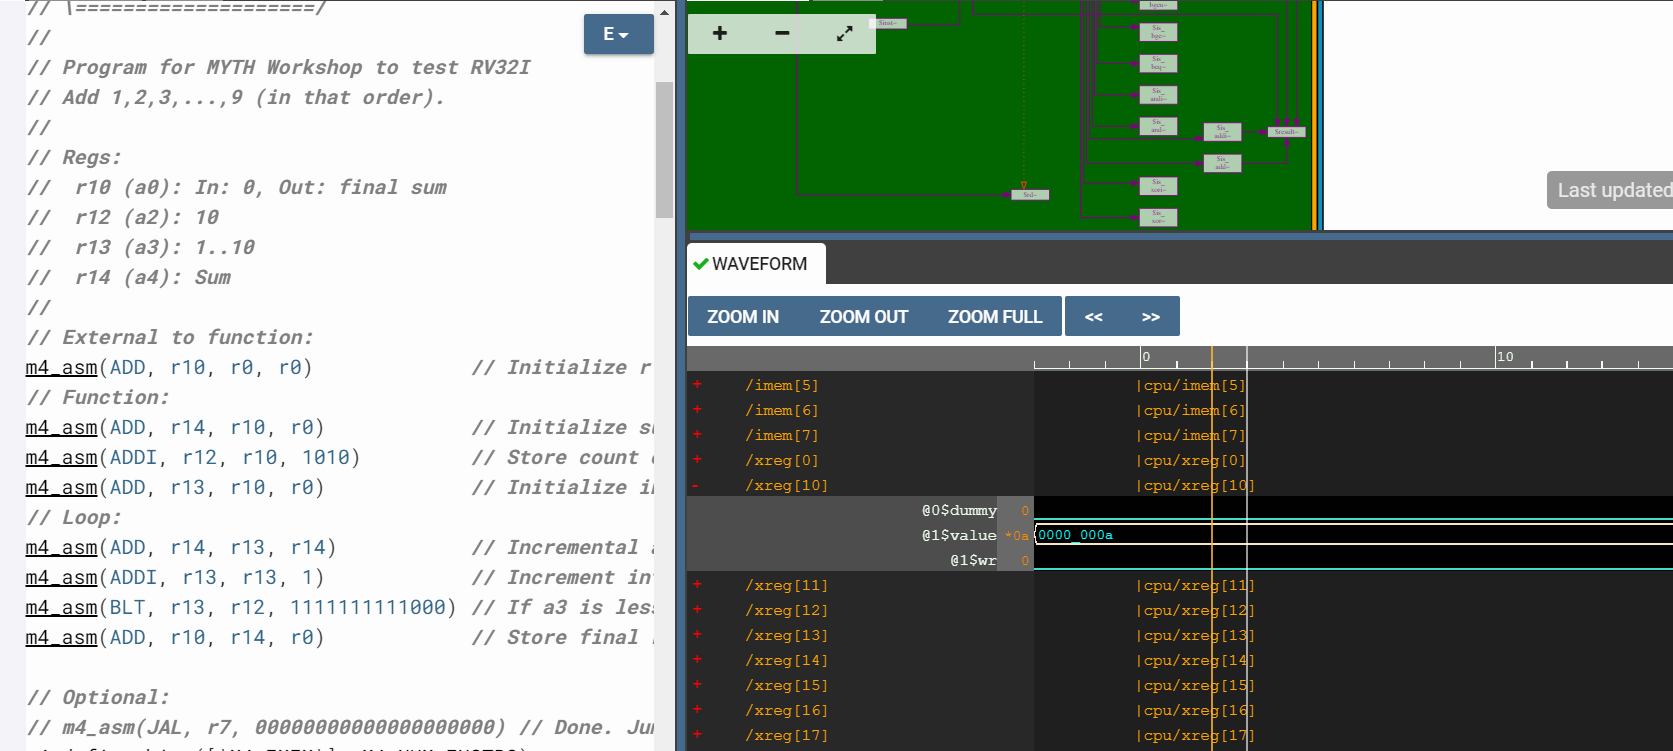 // \====================/
//
// Program for MYTH Workshop to test RV32I
// Add 1,2,3,...,9 (in that order).
//
// Regs:
//  r10 (a0): In: 0, Out: final sum
//  r12 (a2): 10
//  r13 (a3): 1..10
//  r14 (a4): Sum
//
// External to function:
m4_asm(ADD, r10, r0, r0)             // Initialize r
// Function:
m4_asm(ADD, r14, r10, r0)            // Initialize s
m4_asm(ADDI, r12, r10, 1010)         // Store count
m4_asm(ADD, r13, r10, r0)            // Initialize i
// Loop:
m4_asm(ADD, r14, r13, r14)           // Incremental a
m4_asm(ADDI, r13, r13, 1)            // Increment in
m4_asm(BLT, r13, r12, 1111111111000) // If a3 is les
m4_asm(ADD, r10, r14, r0)            // Store final
// Optional:
// m4_asm(JAL, r7, 00000000000000000000) // Done. Ju
E
+ −
Last updated
WAVEFORM
ZOOM IN ZOOM OUT ZOOM FULL << >>
0 10
+ /imem[5] |cpu/imem[5]
+ /imem[6] |cpu/imem[6]
+ /imem[7] |cpu/imem[7]
+ /xreg[0] |cpu/xreg[0]
- /xreg[10] |cpu/xreg[10]
@0$dummy 0
@1$value *0a 0000_000a
@1$wr 0
+ /xreg[11] |cpu/xreg[11]
+ /xreg[12] |cpu/xreg[12]
+ /xreg[13] |cpu/xreg[13]
+ /xreg[14] |cpu/xreg[14]
+ /xreg[15] |cpu/xreg[15]
+ /xreg[16] |cpu/xreg[16]
+ /xreg[17] |cpu/xreg[17]